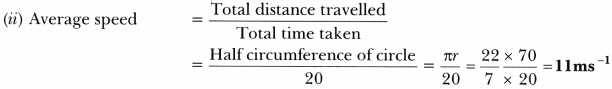 (ii) Average speed = Total distance travelled / Total time taken
= Half circumference of circle / 20 = πr / 20 = 22 × 70 / 7 × 20 = 11ms⁻¹